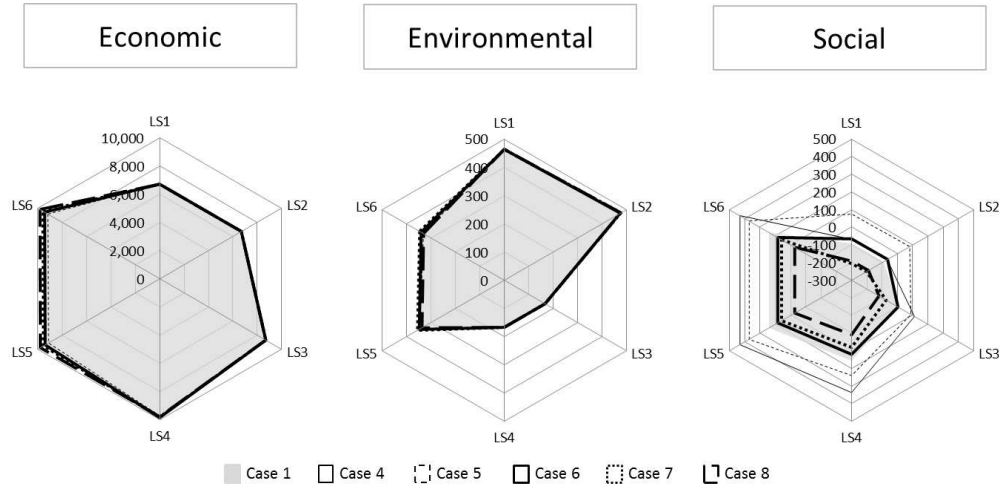 Economic
Environmental
Social
LS1
10,000
8,000
6,000
4,000
2,000
0
LS2
LS3
LS4
LS5
LS6
LS1
500
400
300
200
100
0
LS2
LS3
LS4
LS5
LS6
LS1
500
400
300
200
100
0
-100
-200
-300
LS2
LS3
LS4
LS5
LS6
Case 1 Case 4 Case 5 Case 6 Case 7 Case 8